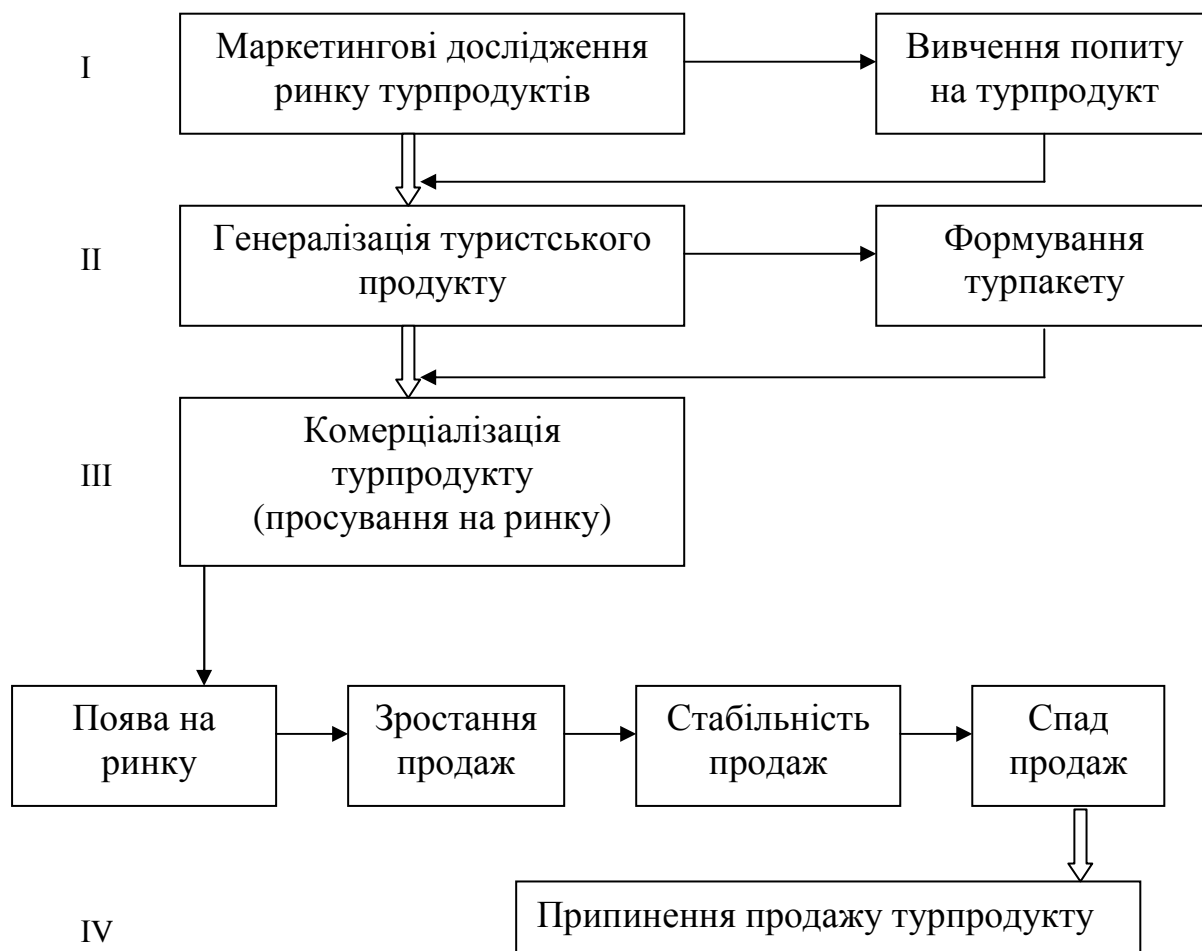 I
Маркетингові дослідження
ринку турпродуктів
Вивчення попиту
на турпродукт
II
Генералізація туристського
продукту
Формування
турпакету
III
Комерціалізація
турпродукту
(просування на ринку)
Поява на
ринку
Зростання
продаж
Стабільність
продаж
Спад
продаж
IV
Припинення продажу турпродукту